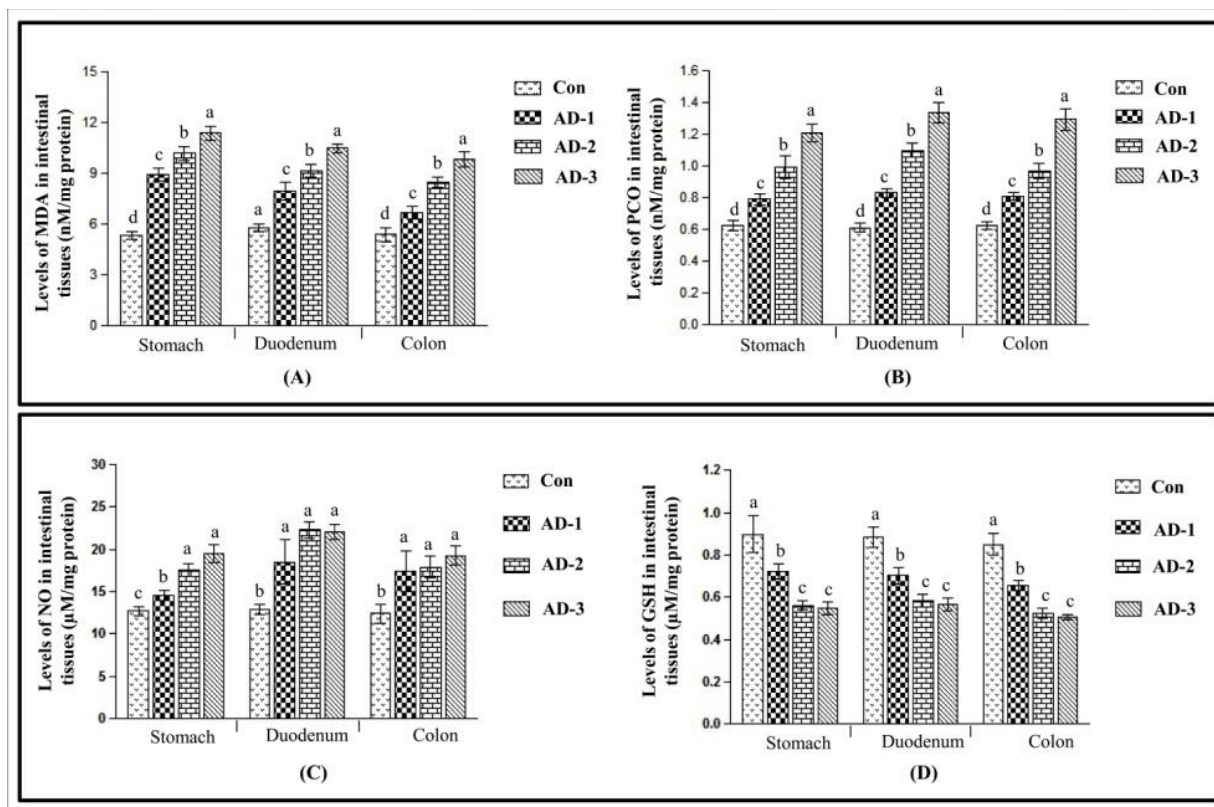 Levels of MDA in intestinal
tissues (nM/mg protein)
15
12
9
6
3
0
d c b a
a c b a
d c b a
Stomach Duodenum Colon
Con
AD-1
AD-2
AD-3
(A)
Levels of PCO in intestinal
tissues (nM/mg protein)
1.6
1.4
1.2
1.0
0.8
0.6
0.4
0.2
0.0
d c b a
d c b a
d c b a
Stomach Duodenum Colon
Con
AD-1
AD-2
AD-3
(B)
Levels of NO in intestinal
tissues (µM/mg protein)
30
25
20
15
10
5
0
c b a a
b a a a
b a a a
Stomach Duodenum Colon
Con
AD-1
AD-2
AD-3
(C)
Levels of GSH in intestinal
tissues (µM/mg protein)
1.2
1.0
0.8
0.6
0.4
0.2
0.0
a b c c
a b c c
a b c c
Stomach Duodenum Colon
Con
AD-1
AD-2
AD-3
(D)